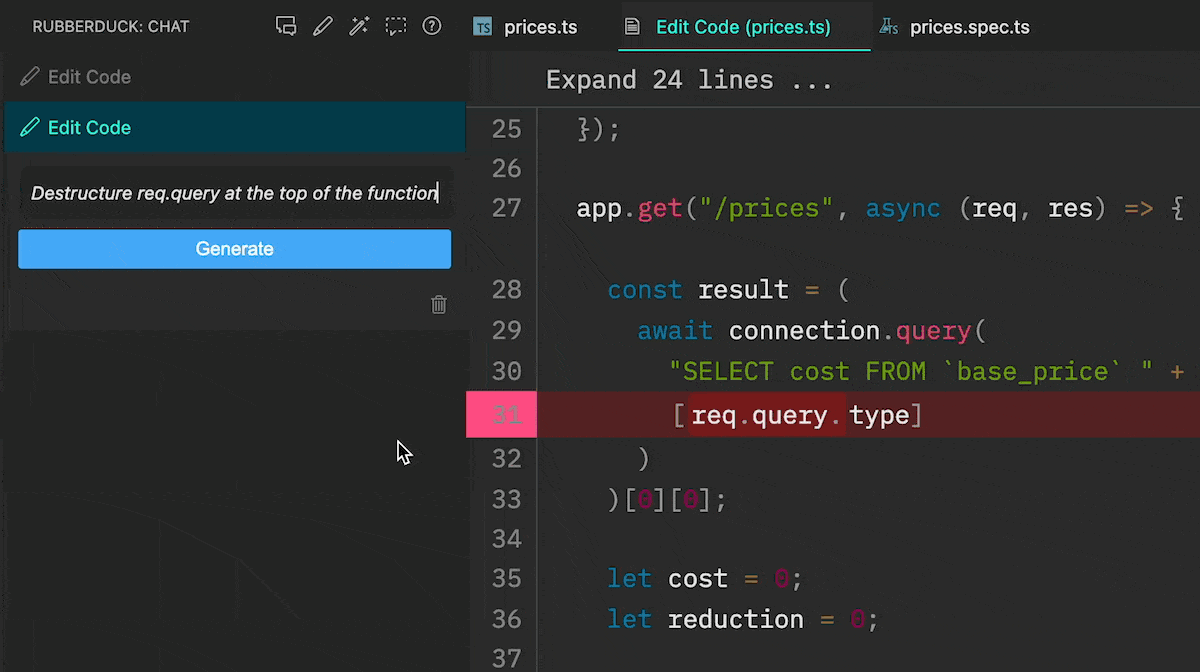 RUBBERDUCK: CHAT
TS prices.ts
Edit Code (prices.ts)
TS prices.spec.ts
Edit Code
Edit Code
Destructure req.query at the top of the function
Generate
Expand 24 lines ...
25 });
26
27 app.get("/prices", async (req, res) => {
28 const result = (
29 await connection.query(
30 "SELECT cost FROM `base_price` " +
31 [req.query.type]
32 )
33 )[0][0];
34
35 let cost = 0;
36 let reduction = 0;
37